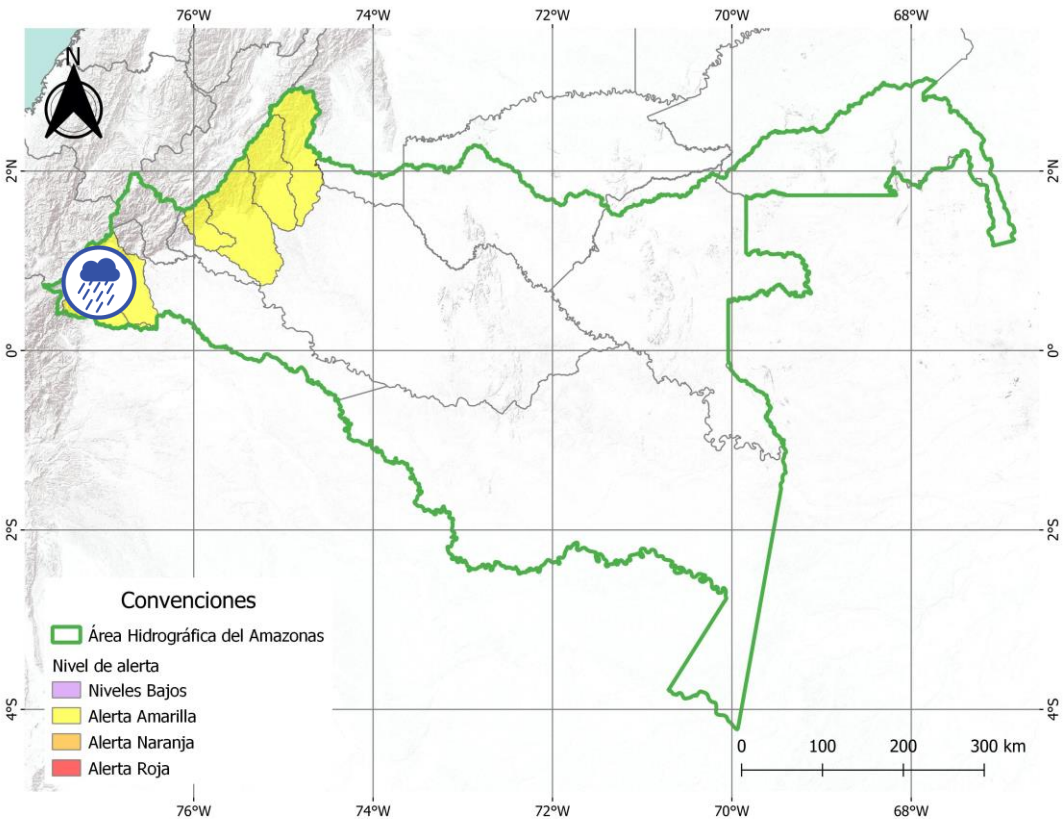 76°W 74°W 72°W 70°W 68°W
N
2°N 2°N
0° 0°
2°S 2°S
4°S 4°S
Convenciones
Área Hidrográfica del Amazonas
Nivel de alerta
Niveles Bajos
Alerta Amarilla
Alerta Naranja
Alerta Roja
0 100 200 300 km
76°W 74°W 72°W 70°W 68°W